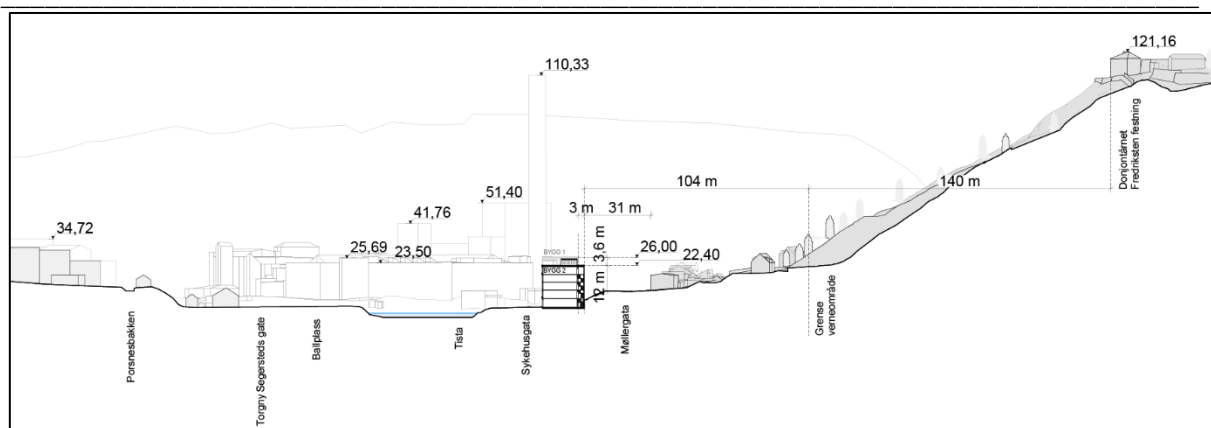 121,16
110,33
Donjontårnet
Fredriksten festning
104 m
140 m
51,40
3 m 31 m
41,76
34,72
25,69
23,50
BYGG 1
3,6 m
26,00
22,40
BYGG 2
12 m
Porsnesbakken
Torgny Segersteds gate
Ballplass
Tista
Sykehusgata
Møllergata
Grense
verneområde